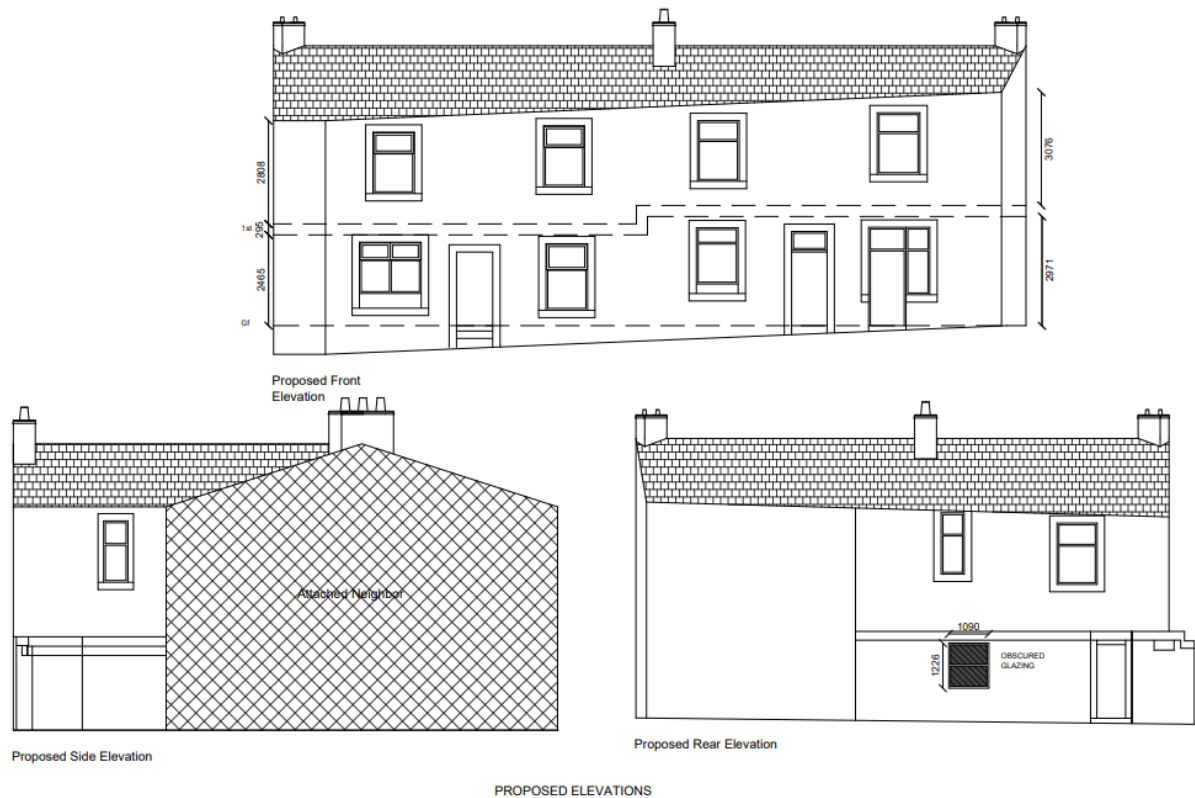 2808
1st
295
2465
Gf
3076
2971
Proposed Front
Elevation
Attached Neighbor
Proposed Side Elevation
1090
1226
OBSCURED
GLAZING
Proposed Rear Elevation
PROPOSED ELEVATIONS